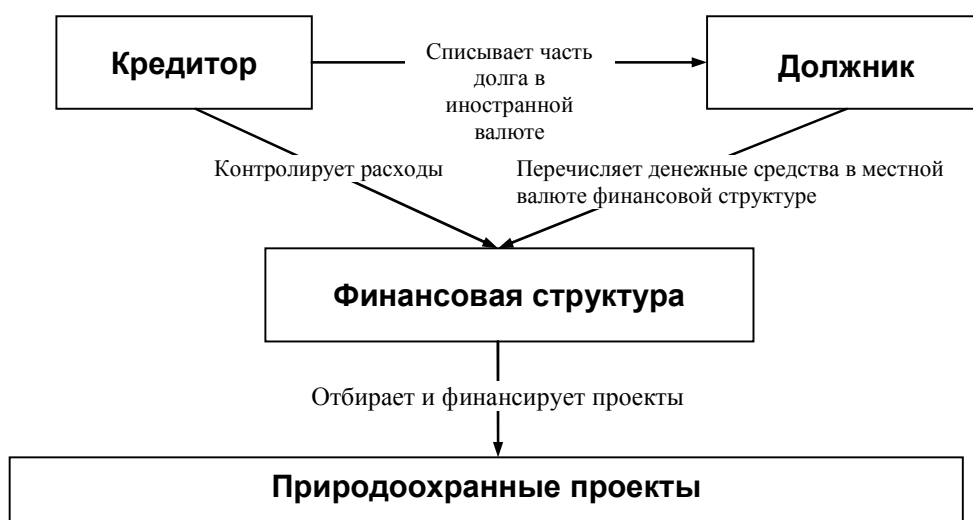 Кредитор
Списывает часть
долга в
иностранной
валюте
Должник
Контролирует расходы
Перечисляет денежные средства в местной
валюте финансовой структуре
Финансовая структура
Отбирает и финансирует проекты
Природоохранные проекты